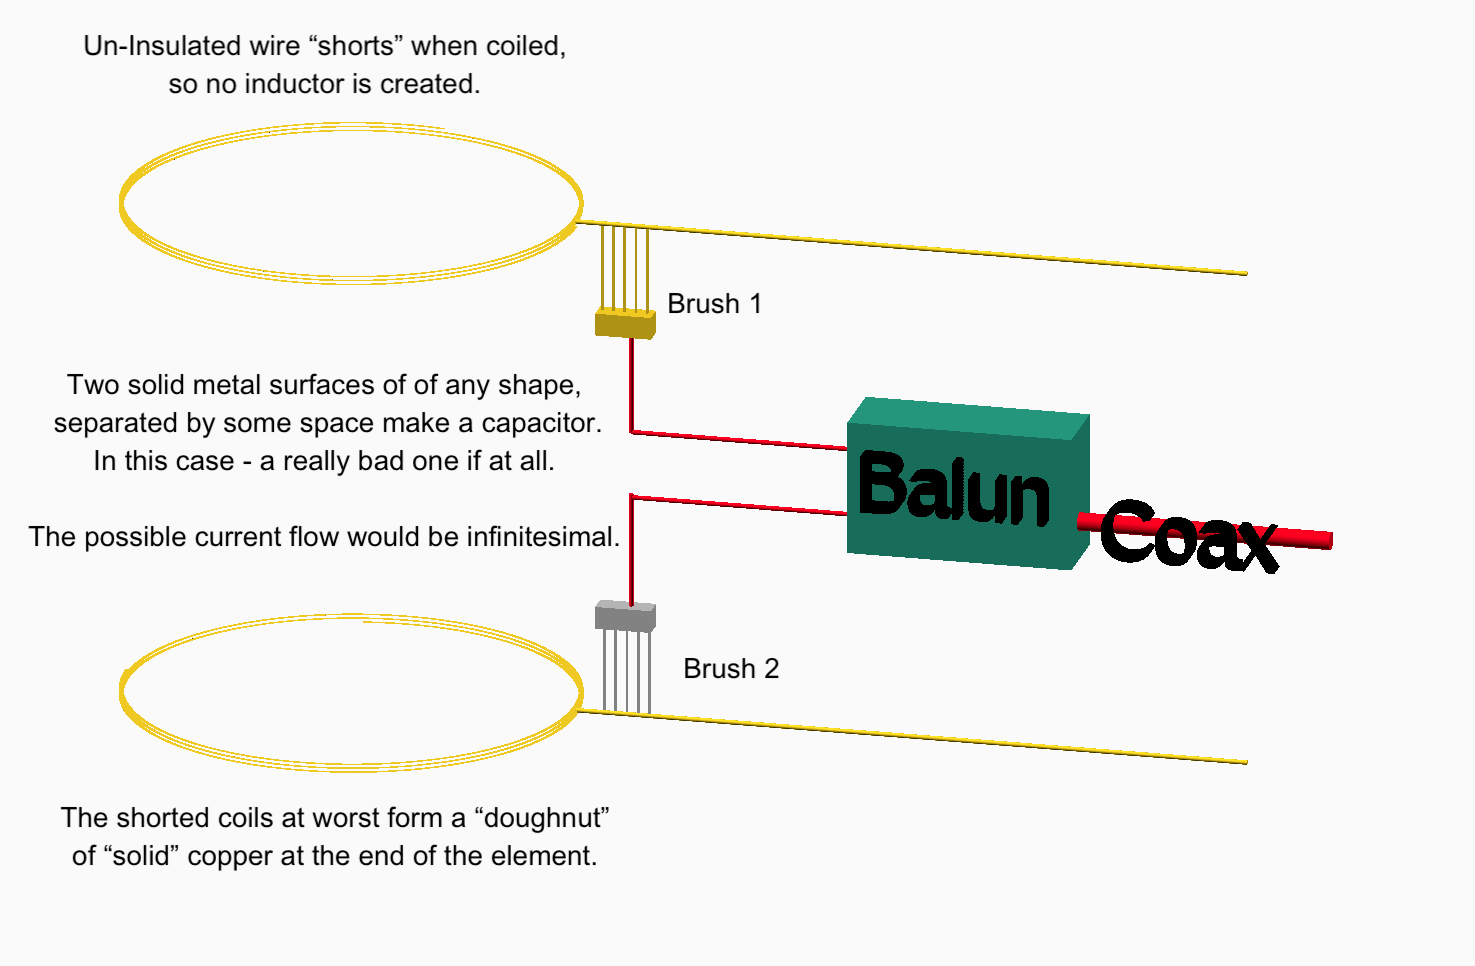 Un-Insulated wire “shorts” when coiled,
so no inductor is created.
Brush 1
Two solid metal surfaces of of any shape,
separated by some space make a capacitor.
In this case - a really bad one if at all.
Balun
Coax
The possible current flow would be infinitesimal.
Brush 2
The shorted coils at worst form a “doughnut”
of “solid” copper at the end of the element.